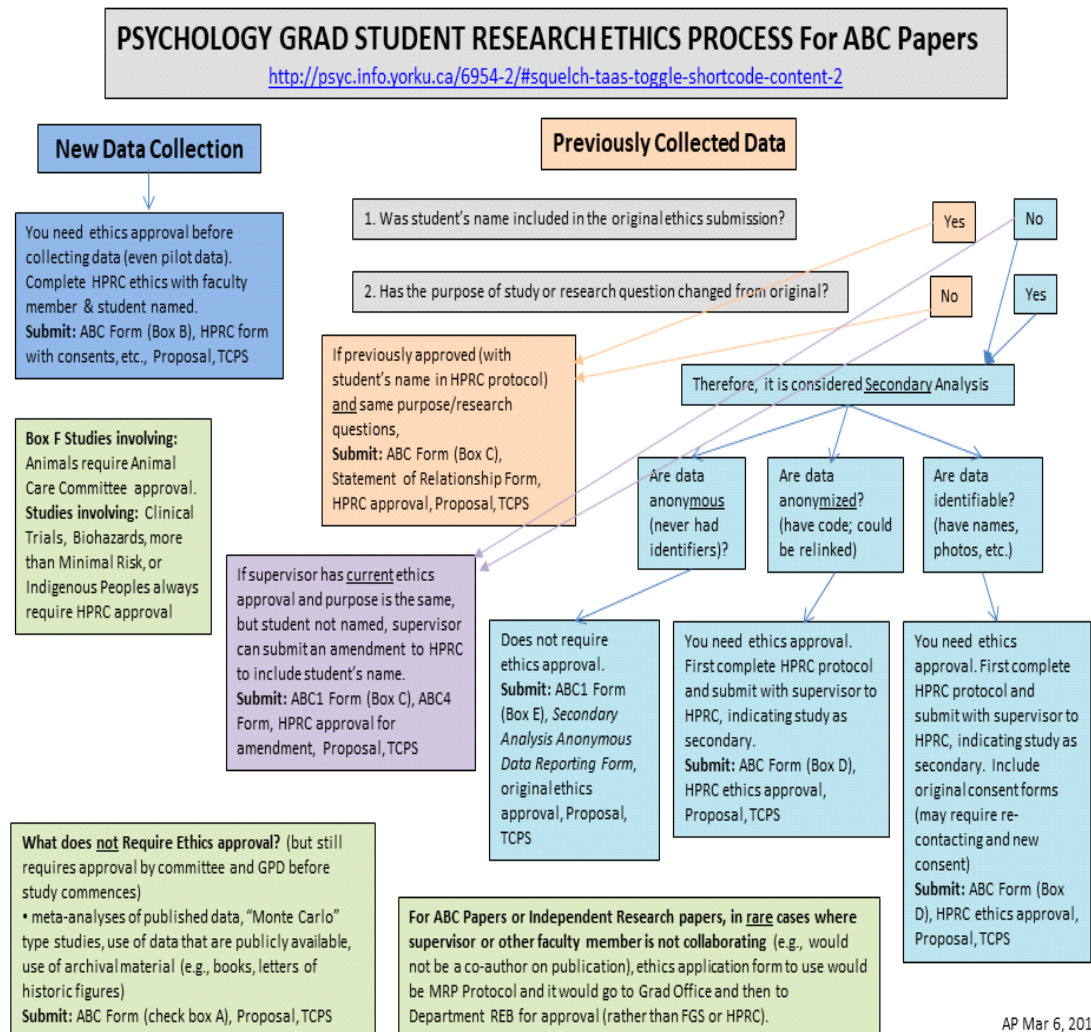 PSYCHOLOGY GRAD STUDENT RESEARCH ETHICS PROCESS For ABC Papers
http://psyc.info.yorku.ca/6954-2/#squelch-taas-toggle-shortcode-content-2
New Data Collection
You need ethics approval before
collecting data (even pilot data).
Complete HPRC ethics with faculty
member & student named.
Submit: ABC Form (Box B), HPRC form
with consents, etc., Proposal, TCPS
Box F Studies involving:
Animals require Animal
Care Committee approval.
Studies involving: Clinical
Trials, Biohazards, more
than Minimal Risk, or
Indigenous Peoples always
require HPRC approval
Previously Collected Data
1. Was student's name included in the original ethics submission?
Yes
No
2. Has the purpose of study or research question changed from original?
No
Yes
If previously approved (with
student's name in HPRC protocol)
and same purpose/research
questions,
Submit: ABC Form (Box C),
Statement of Relationship Form,
HPRC approval, Proposal, TCPS
Therefore, it is considered Secondary Analysis
Are data
anonymous
(never had
identifiers)?
Are data
anonymized?
(have code; could
be relinked)
Are data
identifiable?
(have names,
photos, etc.)
If supervisor has current ethics
approval and purpose is the same,
but student not named, supervisor
can submit an amendment to HPRC
to include student's name.
Submit: ABC1 Form (Box C), ABC4
Form, HPRC approval for
amendment, Proposal, TCPS
Does not require
ethics approval.
Submit: ABC1 Form
(Box E), Secondary
Analysis Anonymous
Data Reporting Form,
original ethics
approval, Proposal,
TCPS
You need ethics approval.
First complete HPRC protocol
and submit with supervisor to
HPRC, indicating study as
secondary.
Submit: ABC Form (Box D),
HPRC ethics approval,
Proposal, TCPS
You need ethics
approval. First complete
HPRC protocol and
submit with supervisor to
HPRC, indicating study as
secondary. Include
original consent forms
(may require re-
contacting and new
consent)
Submit: ABC Form (Box
D), HPRC ethics approval,
Proposal, TCPS
What does not Require Ethics approval? (but still
requires approval by committee and GPD before
study commences)
• meta-analyses of published data, "Monte Carlo"
type studies, use of data that are publicly available,
use of archival material (e.g., books, letters of
historic figures)
Submit: ABC Form (check box A), Proposal, TCPS
For ABC Papers or Independent Research papers, in rare cases where
supervisor or other faculty member is not collaborating (e.g., would
not be a co-author on publication), ethics application form to use would
be MRP Protocol and it would go to Grad Office and then to
Department REB for approval (rather than FGS or HPRC).
AP Mar 6, 201